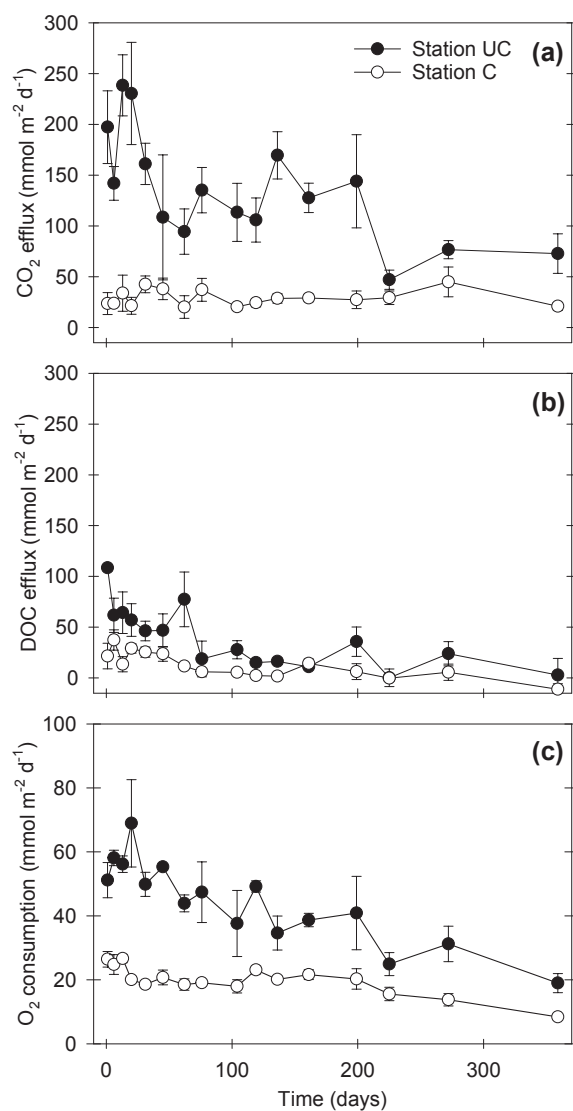 (a)
Station UC
Station C
CO₂ efflux (mmol m⁻² d⁻¹)
300
250
200
150
100
50
0
(b)
DOC efflux (mmol m⁻² d⁻¹)
300
250
200
150
100
50
0
(c)
O₂ consumption (mmol m⁻² d⁻¹)
100
80
60
40
20
0
0 100 200 300
Time (days)